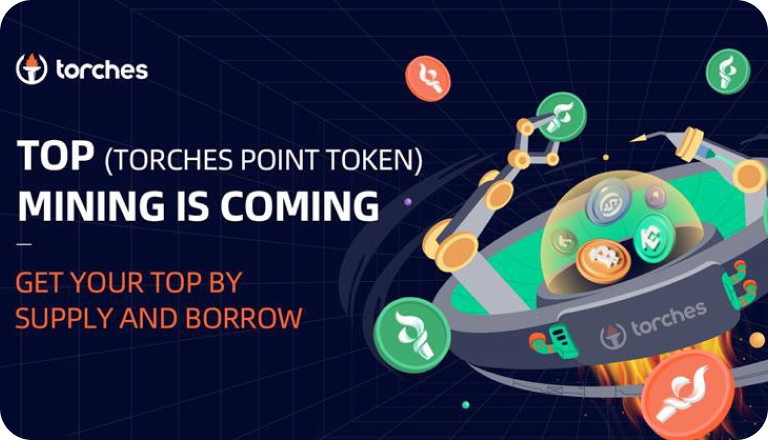 torches
TOP (TORCHES POINT TOKEN)
MINING IS COMING
GET YOUR TOP BY
SUPPLY AND BORROW
torches